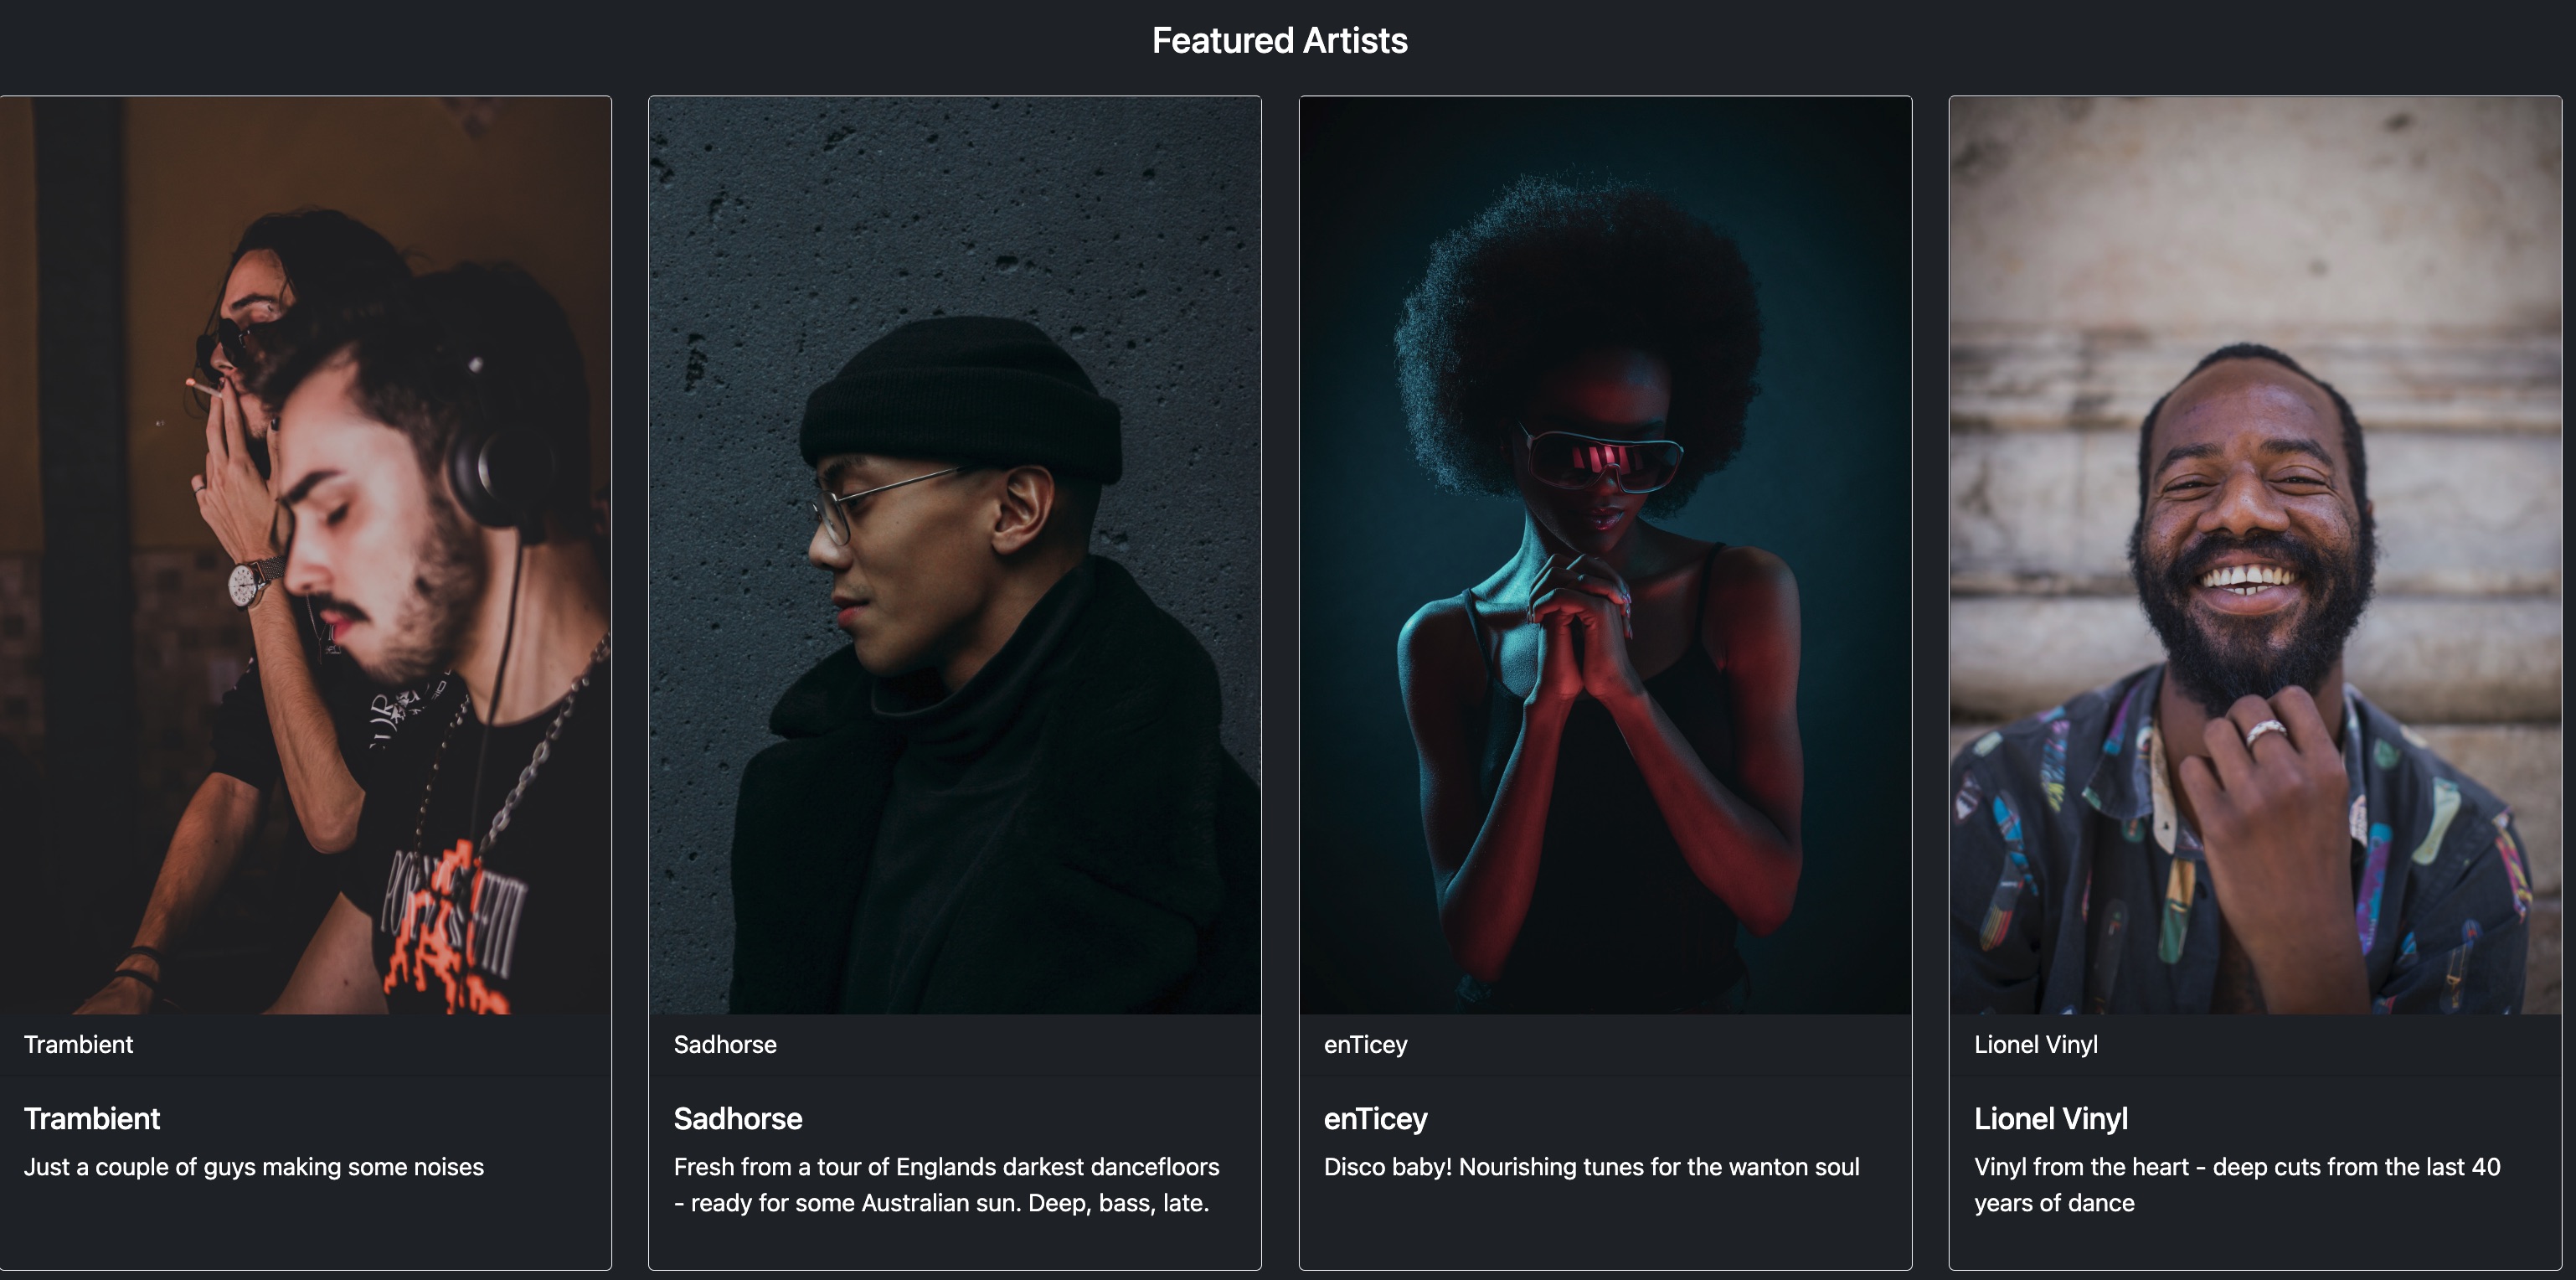 Featured Artists
Trambient
Trambient
Just a couple of guys making some noises
Sadhorse
Sadhorse
Fresh from a tour of Englands darkest dancefloors
- ready for some Australian sun. Deep, bass, late.
enTicey
enTicey
Disco baby! Nourishing tunes for the wanton soul
Lionel Vinyl
Lionel Vinyl
Vinyl from the heart - deep cuts from the last 40
years of dance